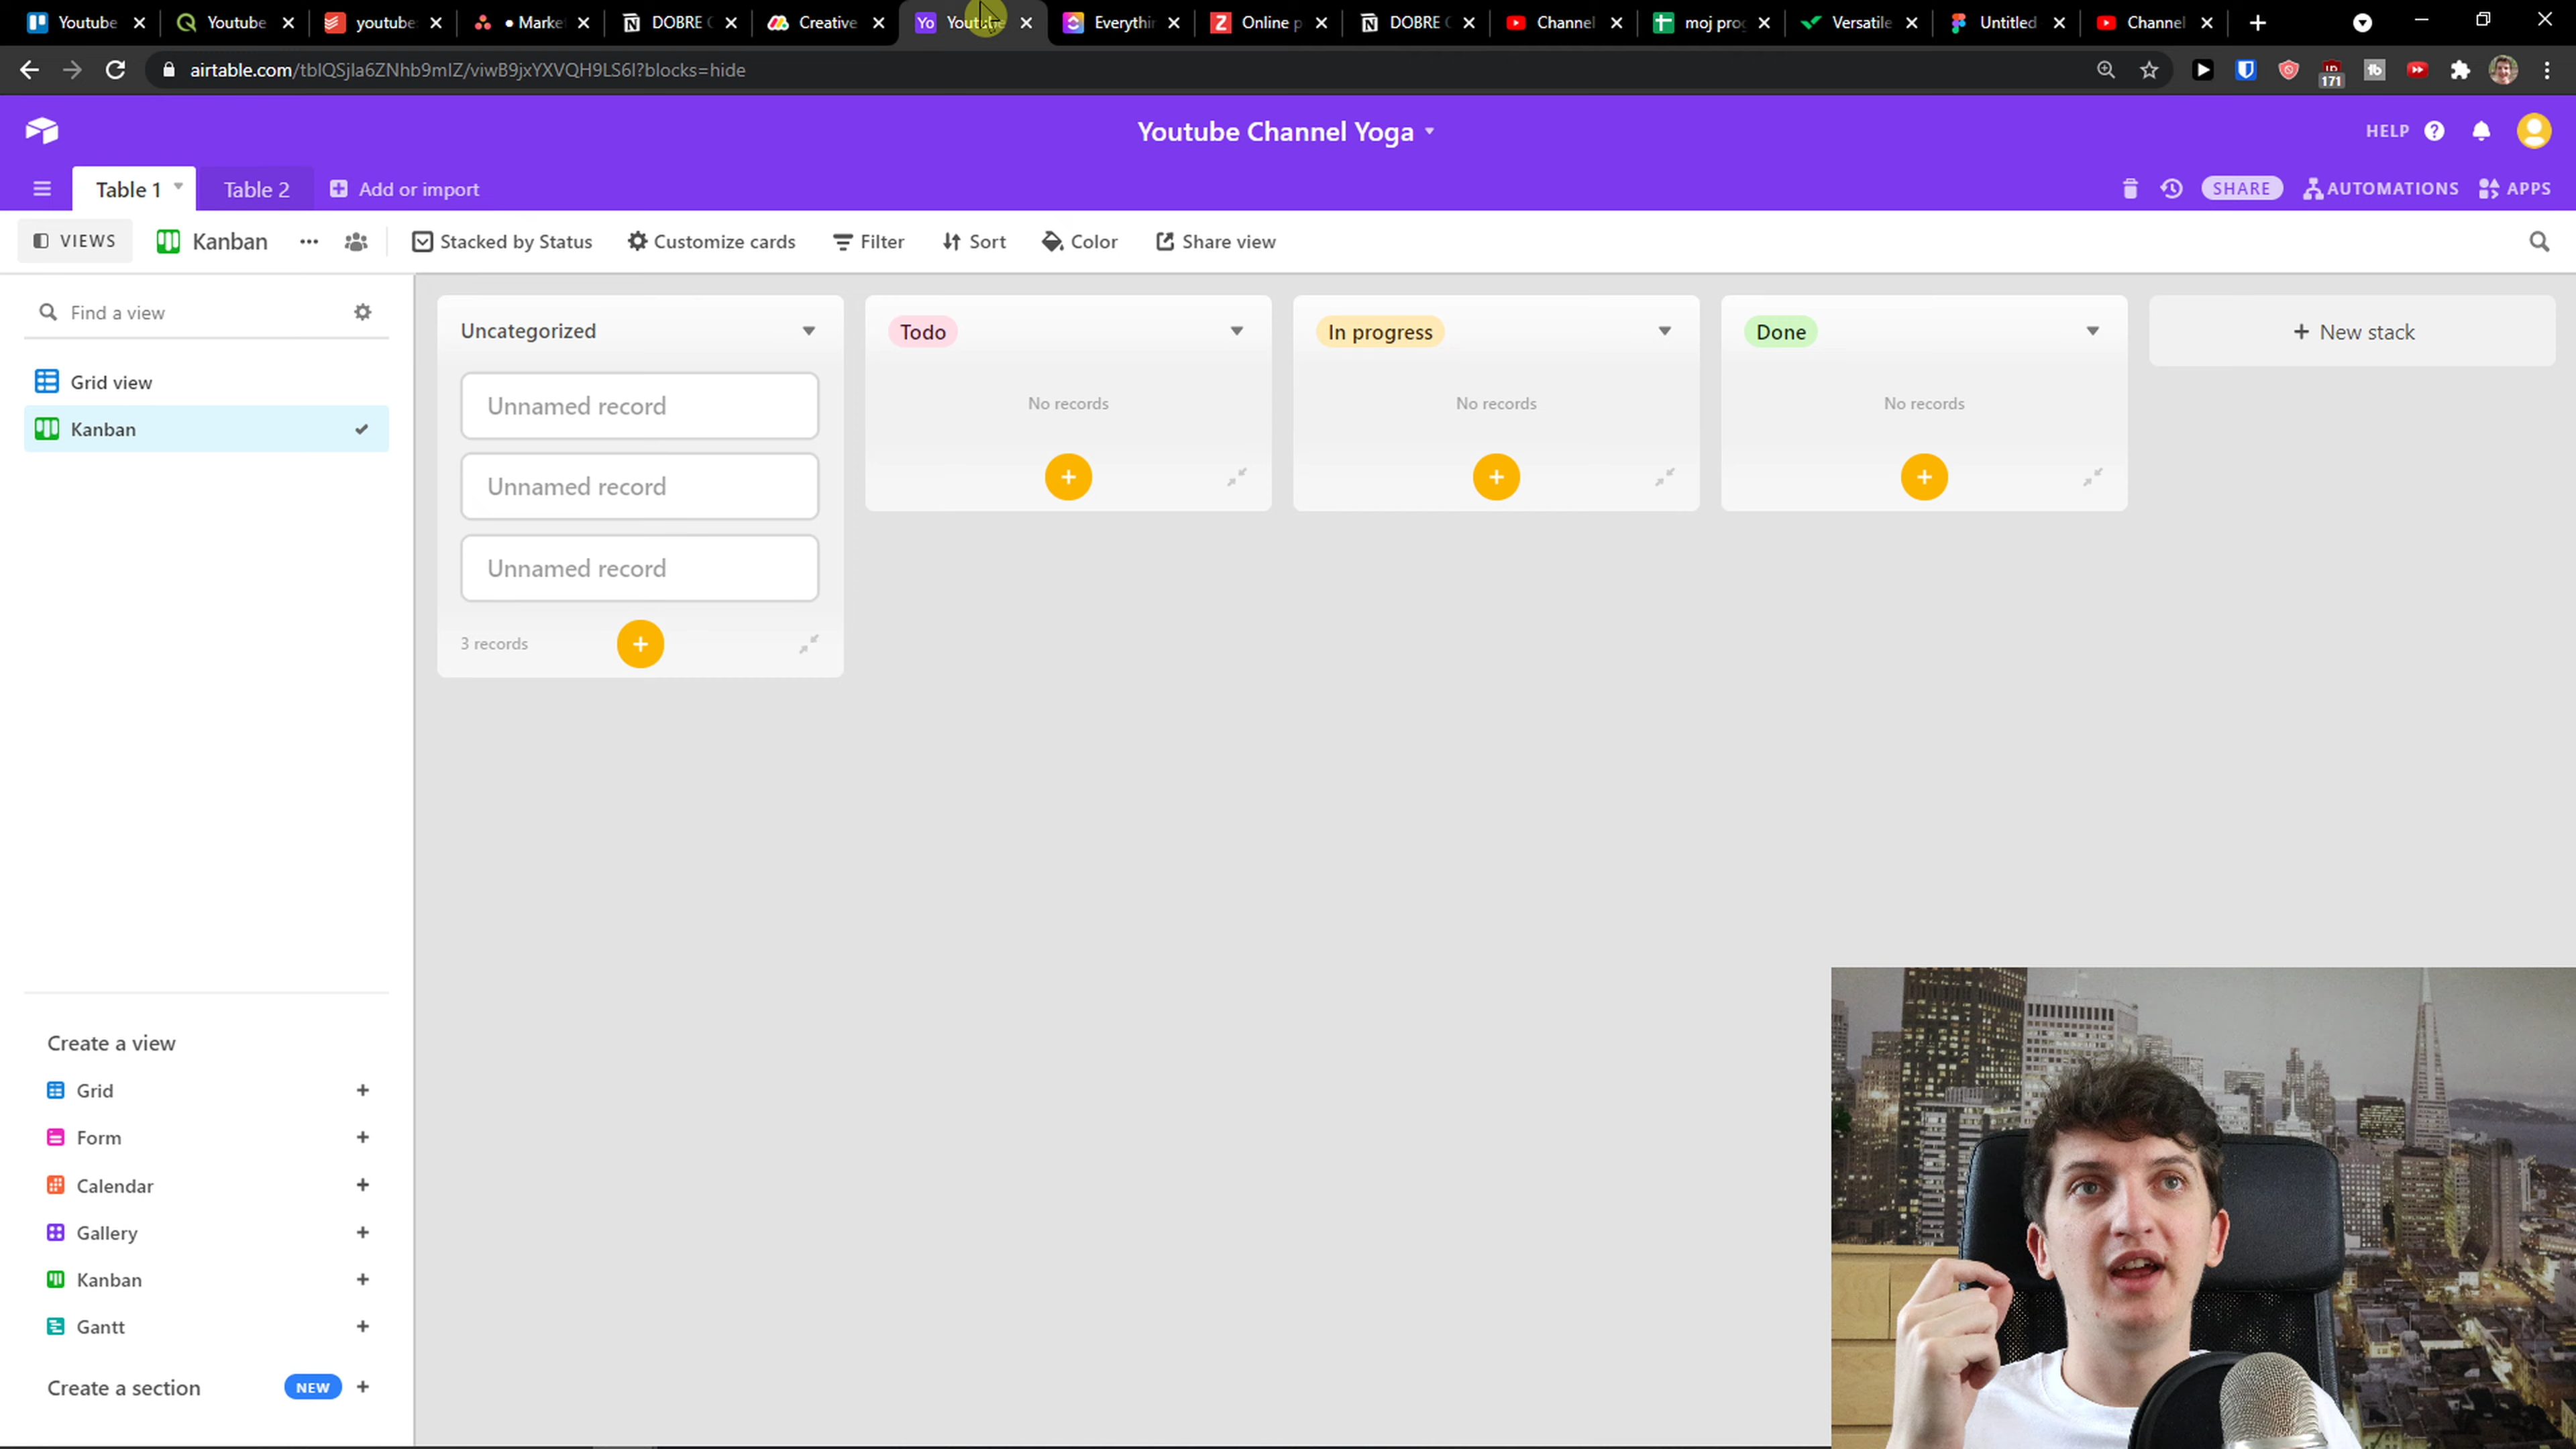 Youtube
Youtube
youtube
• Marke
DOBRE
Creative
Yo Youtube
Everythi
Z Online p
DOBRE
Channel
moj prog
Versatile
Untitled
Channel
airtable.com/tblQSjla6ZNhb9mIZ/viwB9jxYXVQH9LS6I?blocks=hide
171
Youtube Channel Yoga
HELP
Table 1
Table 2
Add or import
SHARE
AUTOMATIONS
APPS
VIEWS
Kanban
Stacked by Status
Customize cards
Filter
Sort
Color
Share view
Find a view
Grid view
Kanban
Uncategorized
Unnamed record
Unnamed record
Unnamed record
3 records
Todo
No records
In progress
No records
Done
No records
+ New stack
Create a view
Grid
Form
Calendar
Gallery
Kanban
Gantt
Create a section
NEW